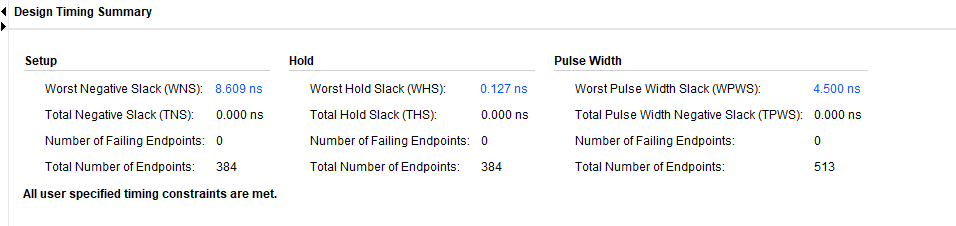 Design Timing Summary
Setup Hold Pulse Width
Worst Negative Slack (WNS): 8.609 ns Worst Hold Slack (WHS): 0.127 ns Worst Pulse Width Slack (WPWS): 4.500 ns
Total Negative Slack (TNS): 0.000 ns Total Hold Slack (THS): 0.000 ns Total Pulse Width Negative Slack (TPWS): 0.000 ns
Number of Failing Endpoints: 0 Number of Failing Endpoints: 0 Number of Failing Endpoints: 0
Total Number of Endpoints: 384 Total Number of Endpoints: 384 Total Number of Endpoints: 513
All user specified timing constraints are met.